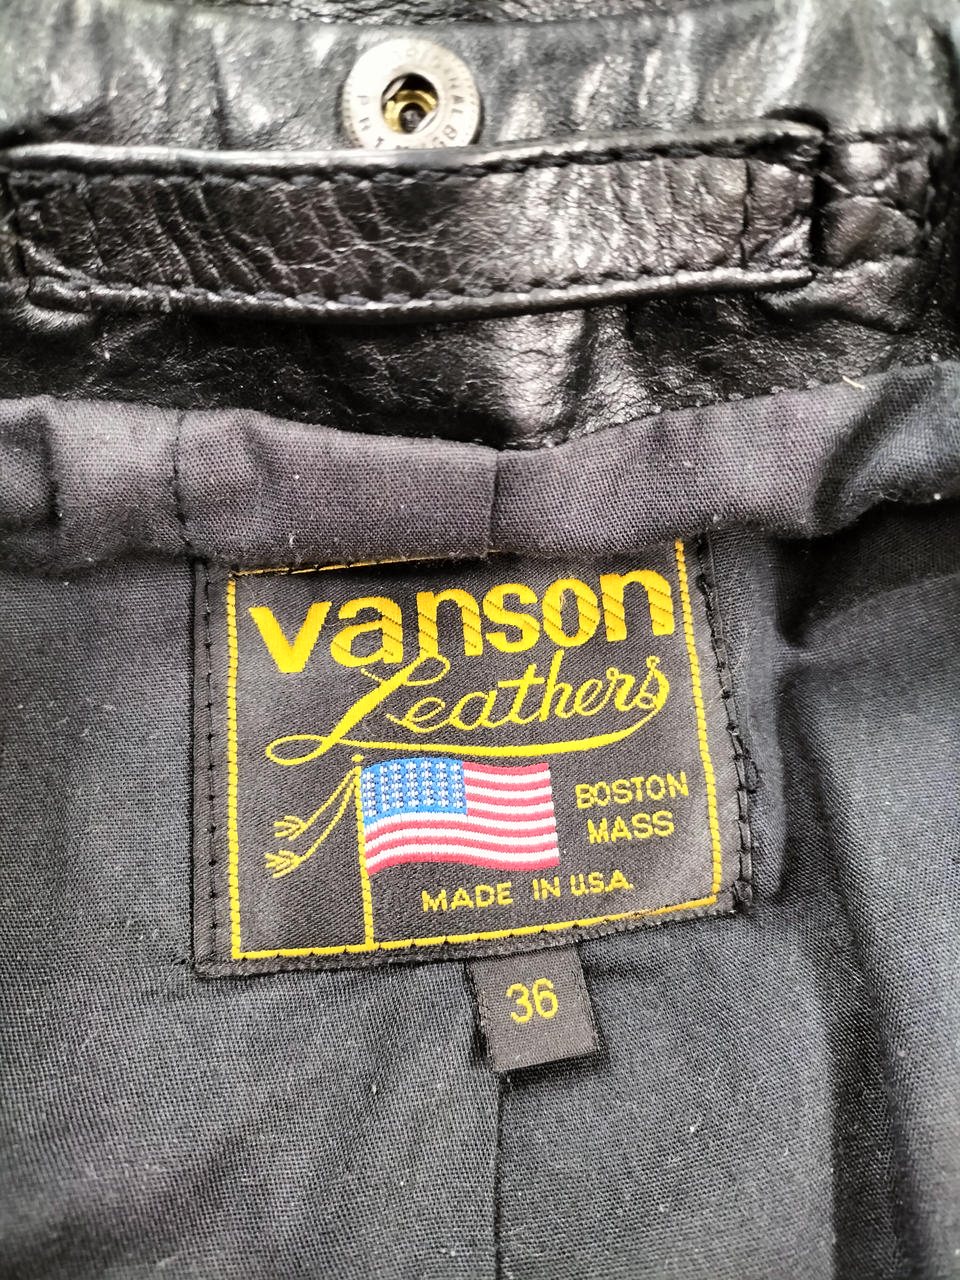 vanson
Leathers
BOSTON
MASS
MADE IN U.S.A.
36